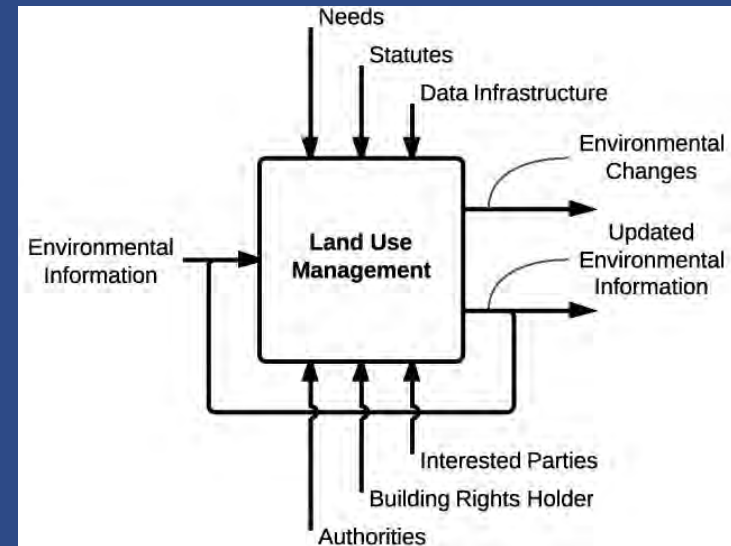 Needs
Statutes
Data Infrastructure
Environmental
Changes
Land Use
Management
Environmental
Information
Updated
Environmental
Information
Interested Parties
Building Rights Holder
Authorities